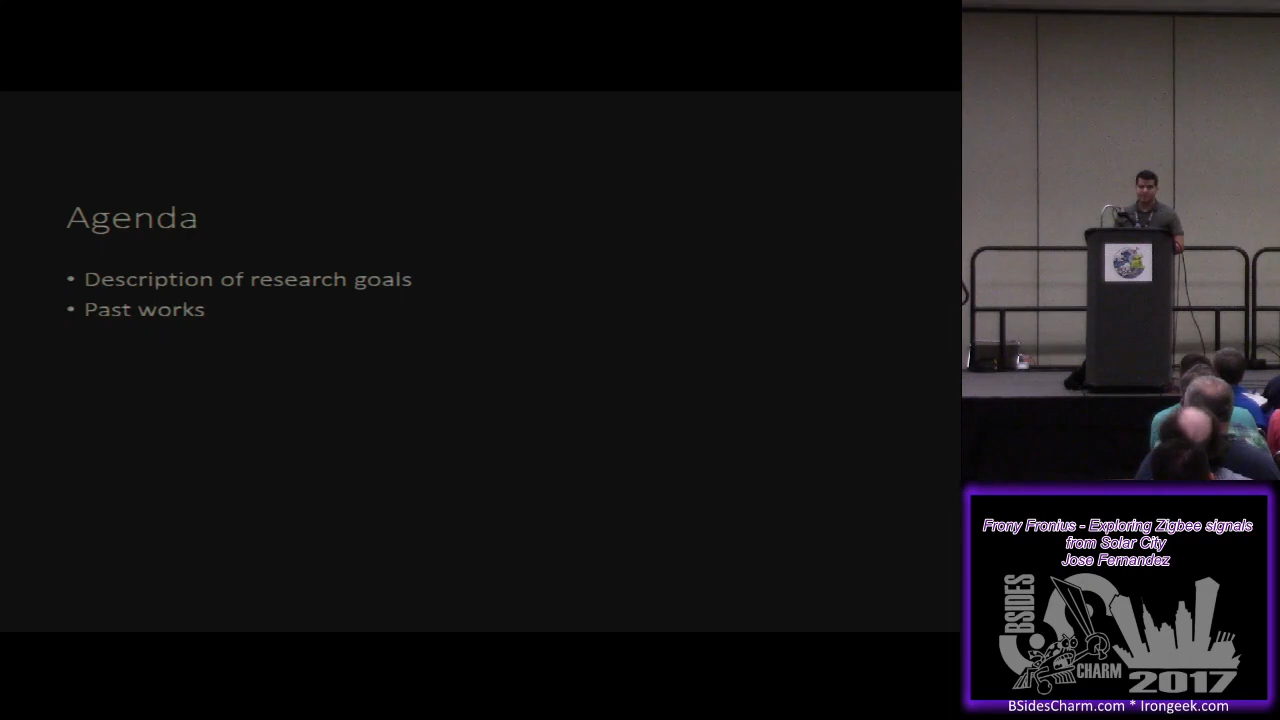 Agenda
• Description of research goals
• Past works
Frony Fronius - Exploring Zigbee signals
from Solar City
Jose Fernandez
BSIDES
CHARM
2017
BSidesCharm.com * Irongeek.com